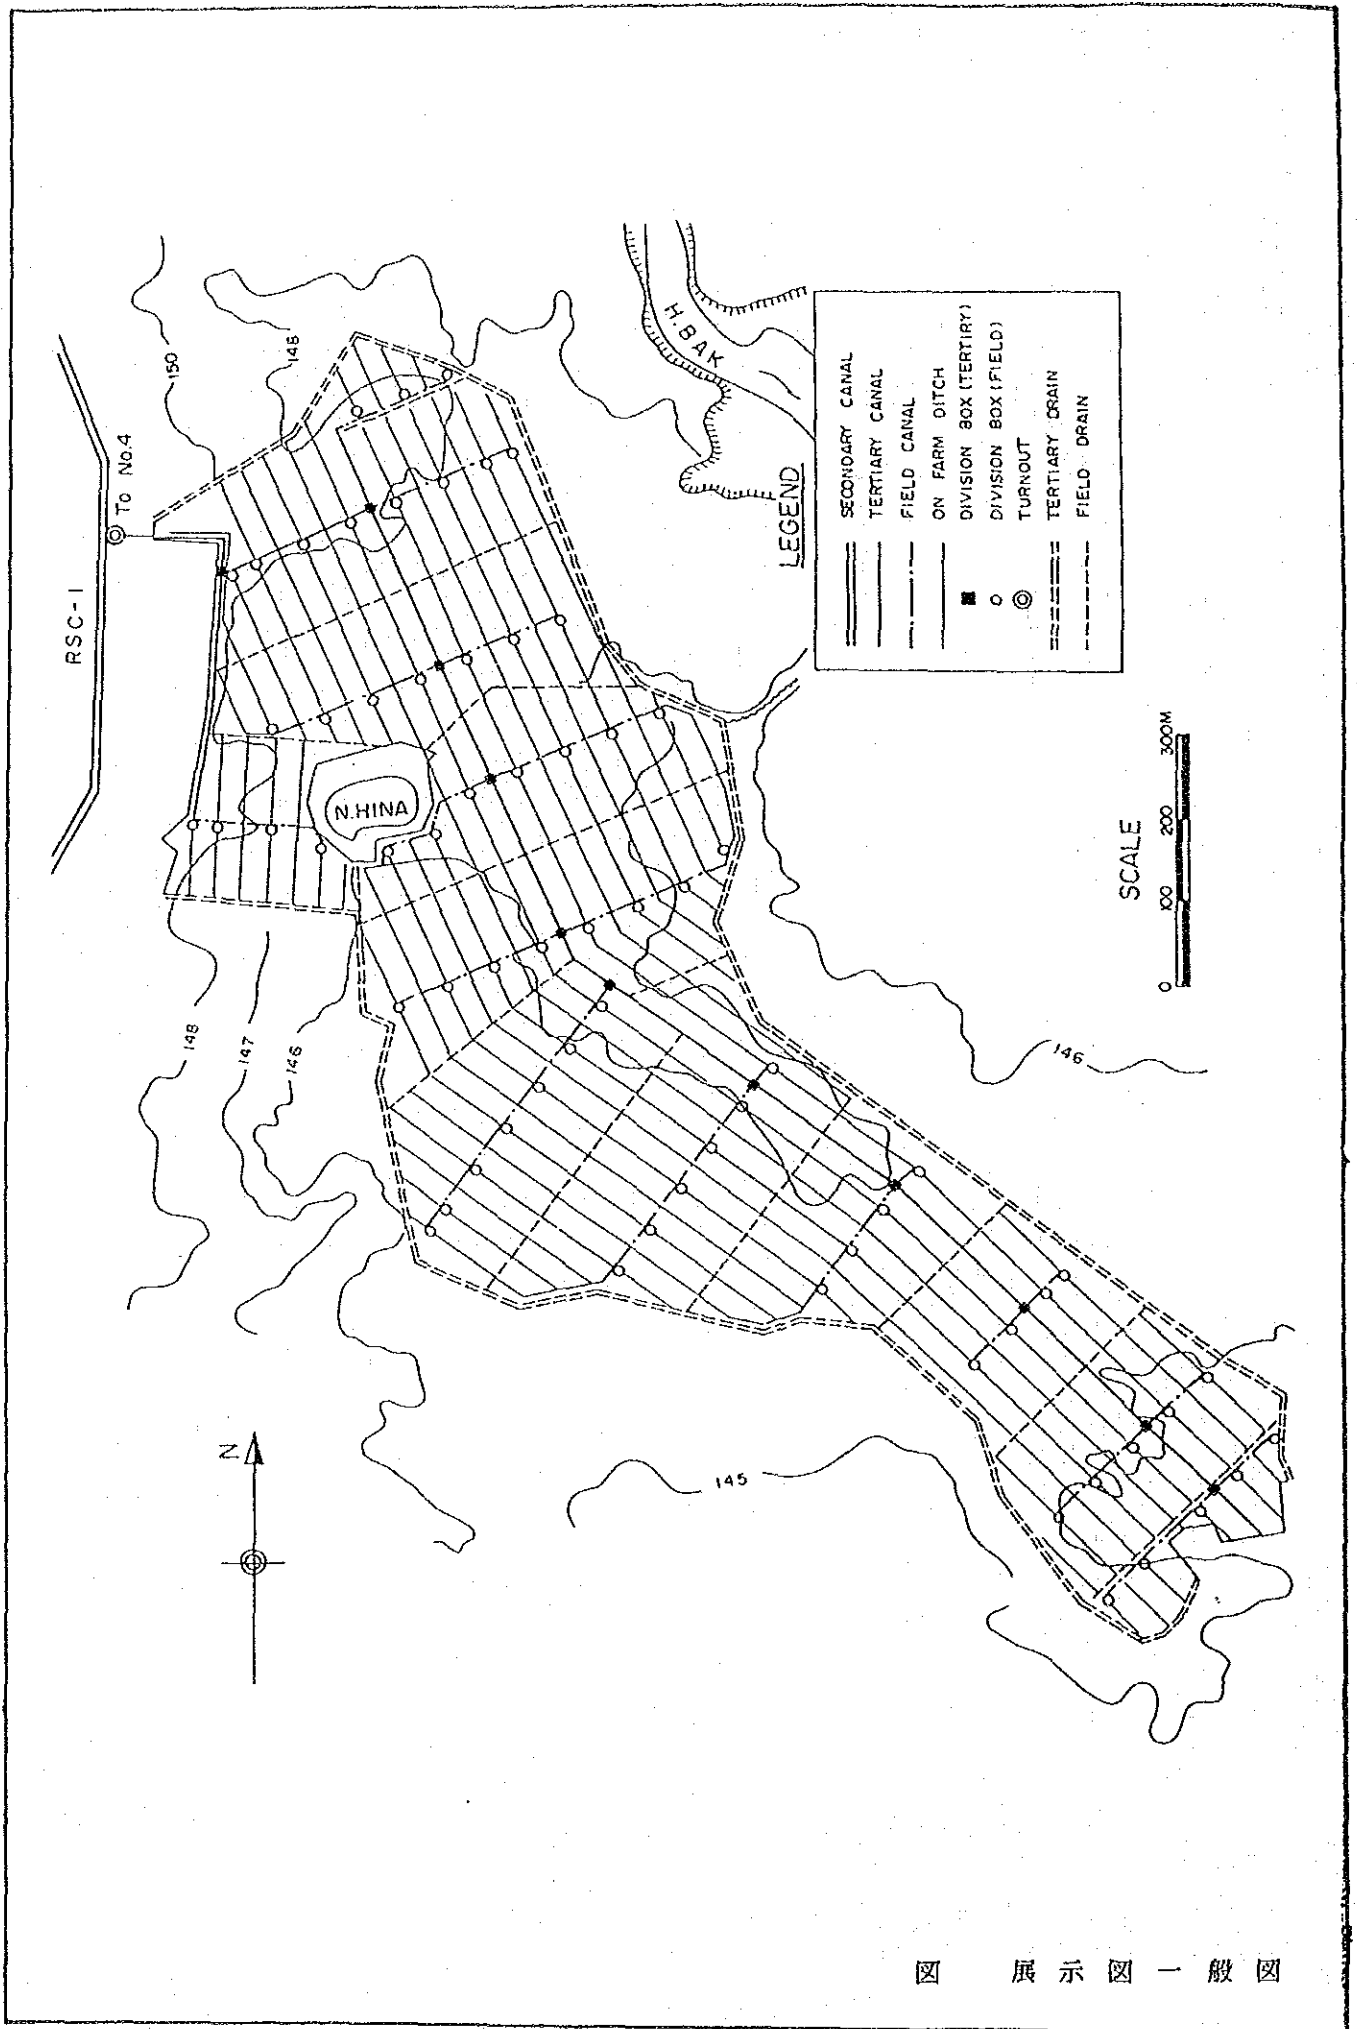 RSC-1
To No.4
150
148
H.BAK
N.HINA
148
147
146
146
145
N
LEGEND
SECONDARY CANAL
TERTIARY CANAL
FIELD CANAL
ON FARM DITCH
DIVISION BOX (TERTIRY)
DIVISION BOX (FIELD)
TURNOUT
TERTIARY DRAIN
FIELD DRAIN
SCALE
0 100 200 300M
図 展示図一般図